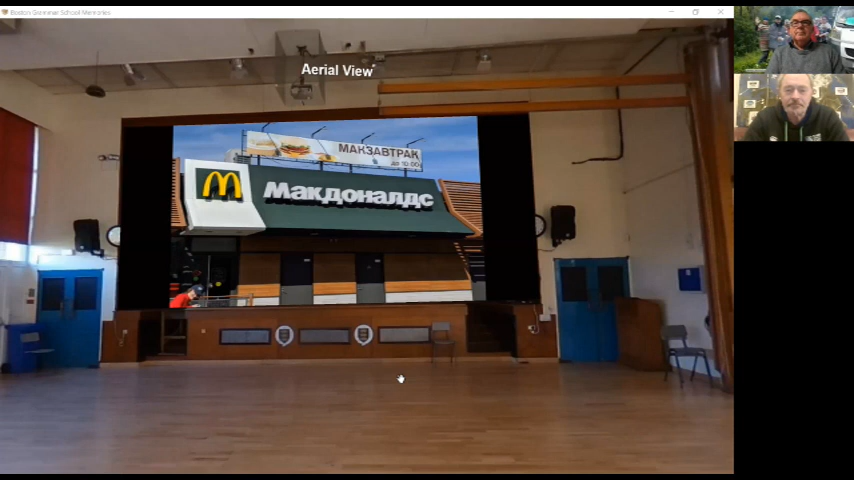 Boston Grammar School Memories
Aerial View
МАКЗАВТРАК
до 10:00
Макдоналдс